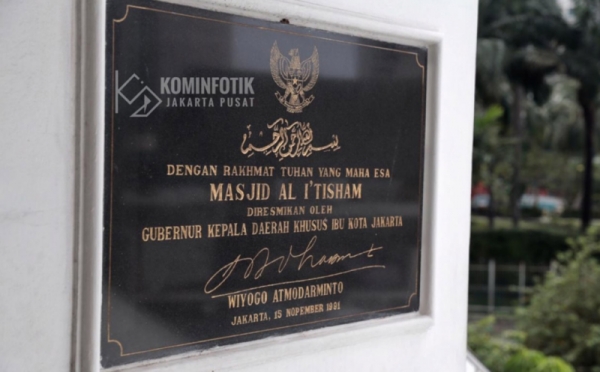 KOMINFOTIK
JAKARTA PUSAT
بسم الله الرحمن الرحيم
DENGAN RAKHMAT TUHAN YANG MAHA ESA
MASJID AL I'TISHAM
DIRESMIKAN OLEH
GUBERNUR KEPALA DAERAH KHUSUS IBU KOTA JAKARTA
WIYOGO ATMODARMINTO
JAKARTA, 15 NOPEMBER 1991